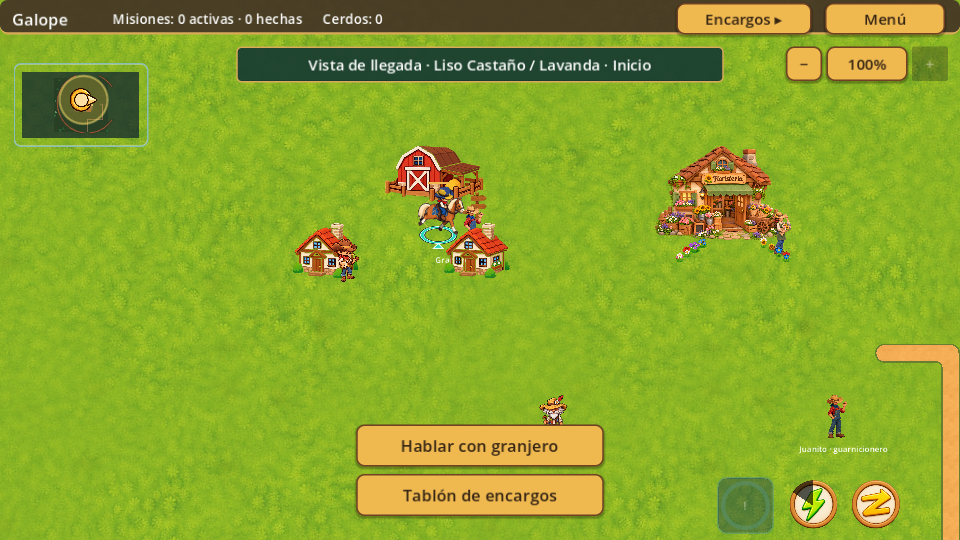 Galope
Misiones: 0 activas · 0 hechas
Cerdos: 0
Encargos ▸
Menú
Vista de llegada · Liso Castaño / Lavanda · Inicio
−
100%
+
Floristería
Gra
Juanito · guarnicionero
Hablar con granjero
Tablón de encargos